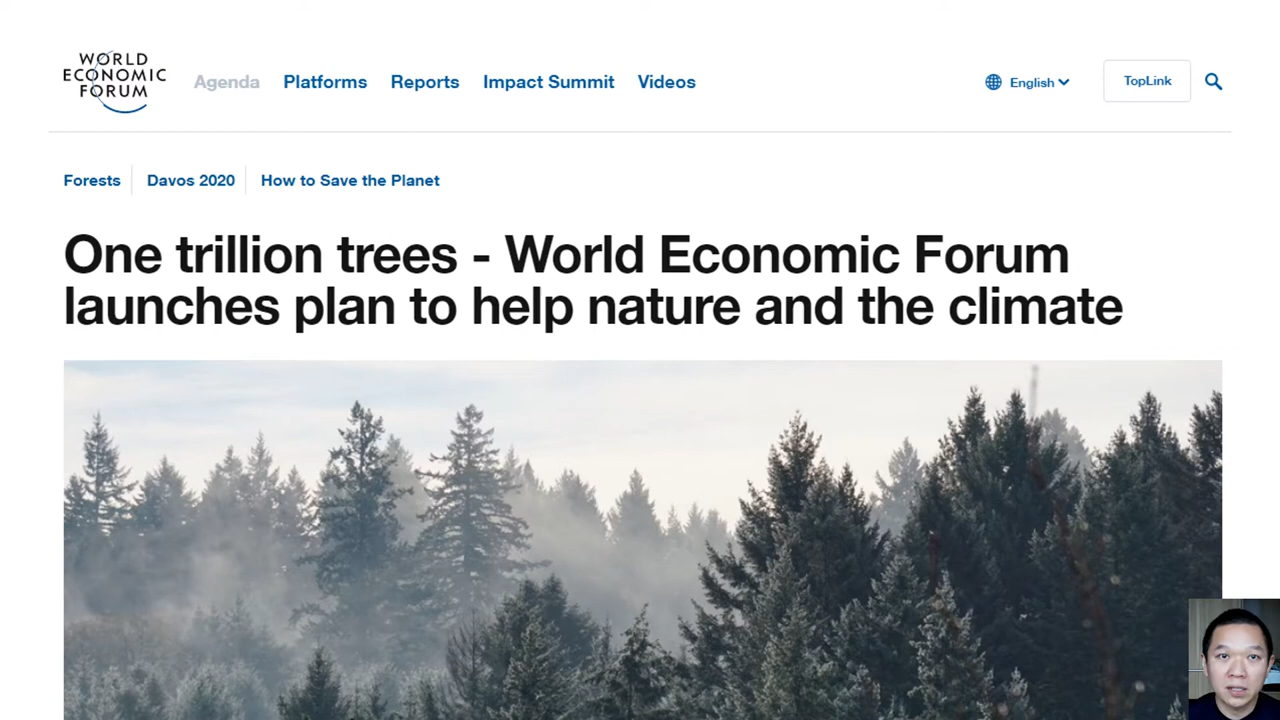 WORLD
ECONOMIC
FORUM
Agenda Platforms Reports Impact Summit Videos
English
TopLink
Forests Davos 2020 How to Save the Planet
One trillion trees - World Economic Forum
launches plan to help nature and the climate